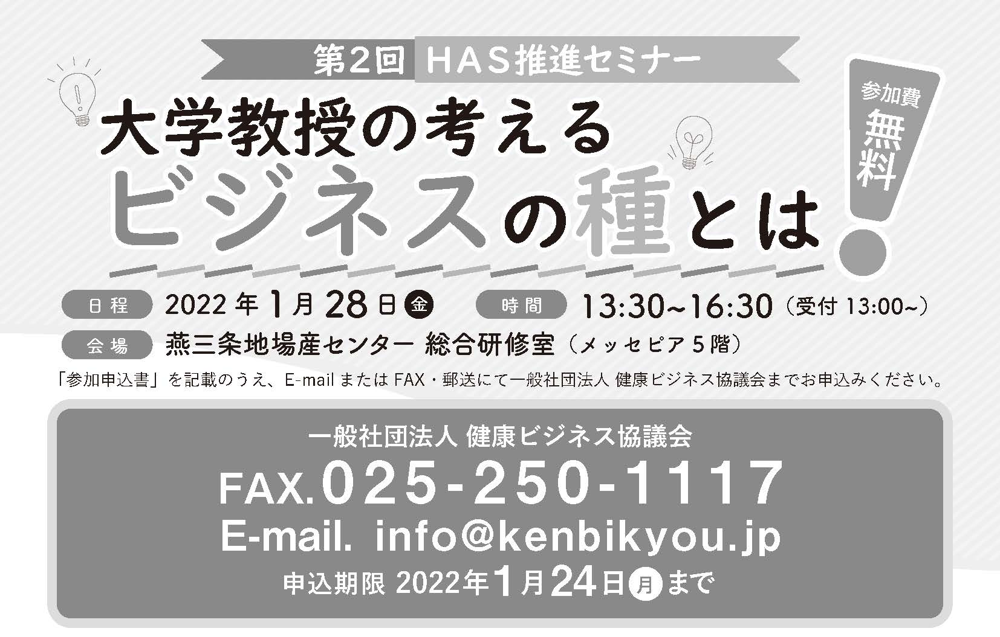 第2回 HAS推進セミナー
参加費
無料
大学教授の考える
ビジネスの種とは
日程 2022年1月28日金 時間 13:30~16:30（受付 13:00~）
会場 燕三条地場産センター 総合研修室（メッセピア5階）
「参加申込書」を記載のうえ、E-mailまたはFAX・郵送にて一般社団法人 健康ビジネス協議会までお申込みください。
一般社団法人 健康ビジネス協議会
FAX.025-250-1117
E-mail. info@kenbikyou.jp
申込期限 2022年1月24日月まで